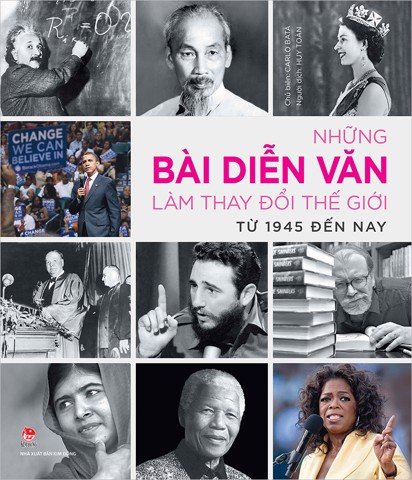 Chủ biên: CARLO BATÀ
Người dịch: HUY TOÀN
CHANGE
WE CAN
BELIEVE IN
NHỮNG
BÀI DIỄN VĂN
LÀM THAY ĐỔI THẾ GIỚI
TỪ 1945 ĐẾN NAY
NHÀ XUẤT BẢN KIM ĐỒNG